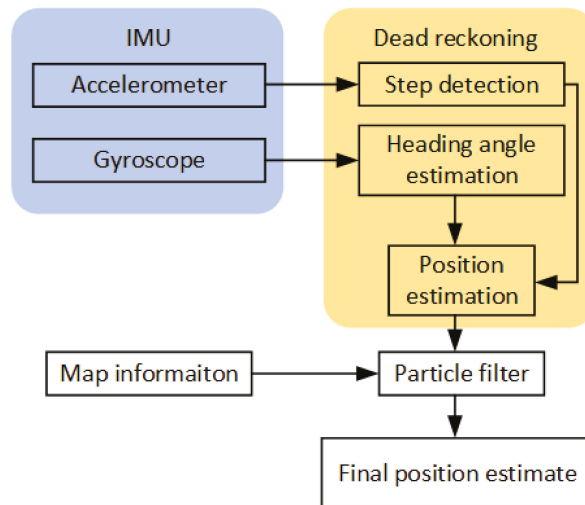 IMU
Dead reckoning
Accelerometer
Step detection
Gyroscope
Heading angle
estimation
Position
estimation
Map informaiton
Particle filter
Final position estimate